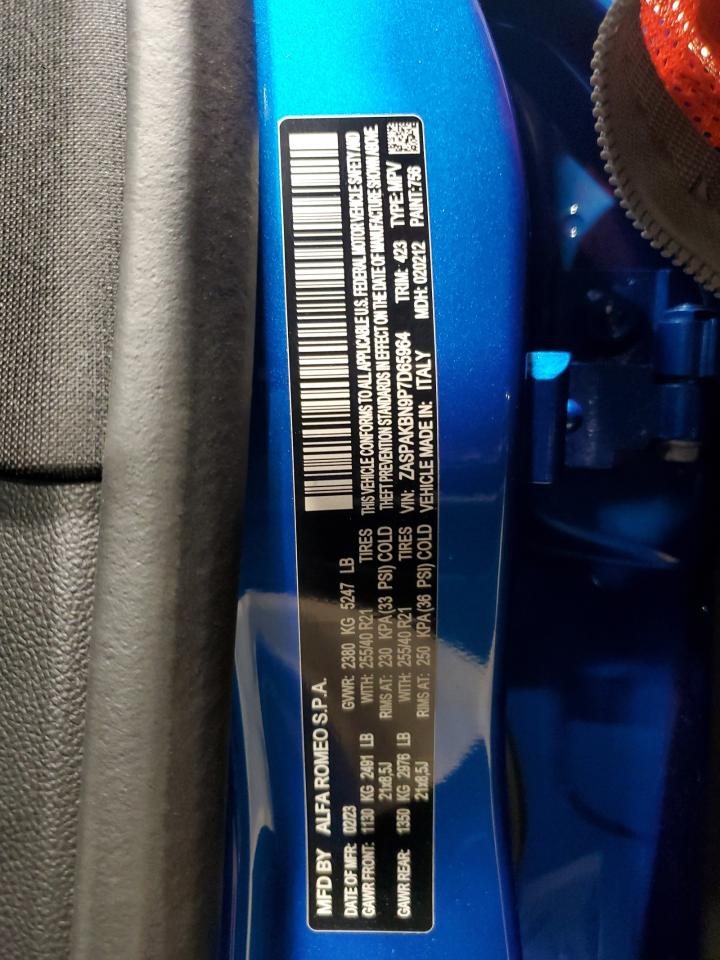 MFD BY ALFA ROMEO S.P.A.
DATE OF MFR: 02/23 GVWR: 2380 KG 5247 LB
GAWR FRONT: 1130 KG 2491 LB WITH: 255/40 R21 TIRES
21x8,5J RIMS AT: 230 KPA(33 PSI) COLD
GAWR REAR: 1350 KG 2976 LB WITH: 255/40 R21 TIRES
21x8,5J RIMS AT: 250 KPA(36 PSI) COLD
THIS VEHICLE CONFORMS TO ALL APPLICABLE U.S. FEDERAL MOTOR VEHICLE SAFETY AND
THEFT PREVENTION STANDARDS IN EFFECT ON THE DATE OF MANUFACTURE SHOWN ABOVE
VIN: ZASPAKBN9P7D65964 TRIM: 423 TYPE:MPV
VEHICLE MADE IN: ITALY MDH: 020212 PAINT:756